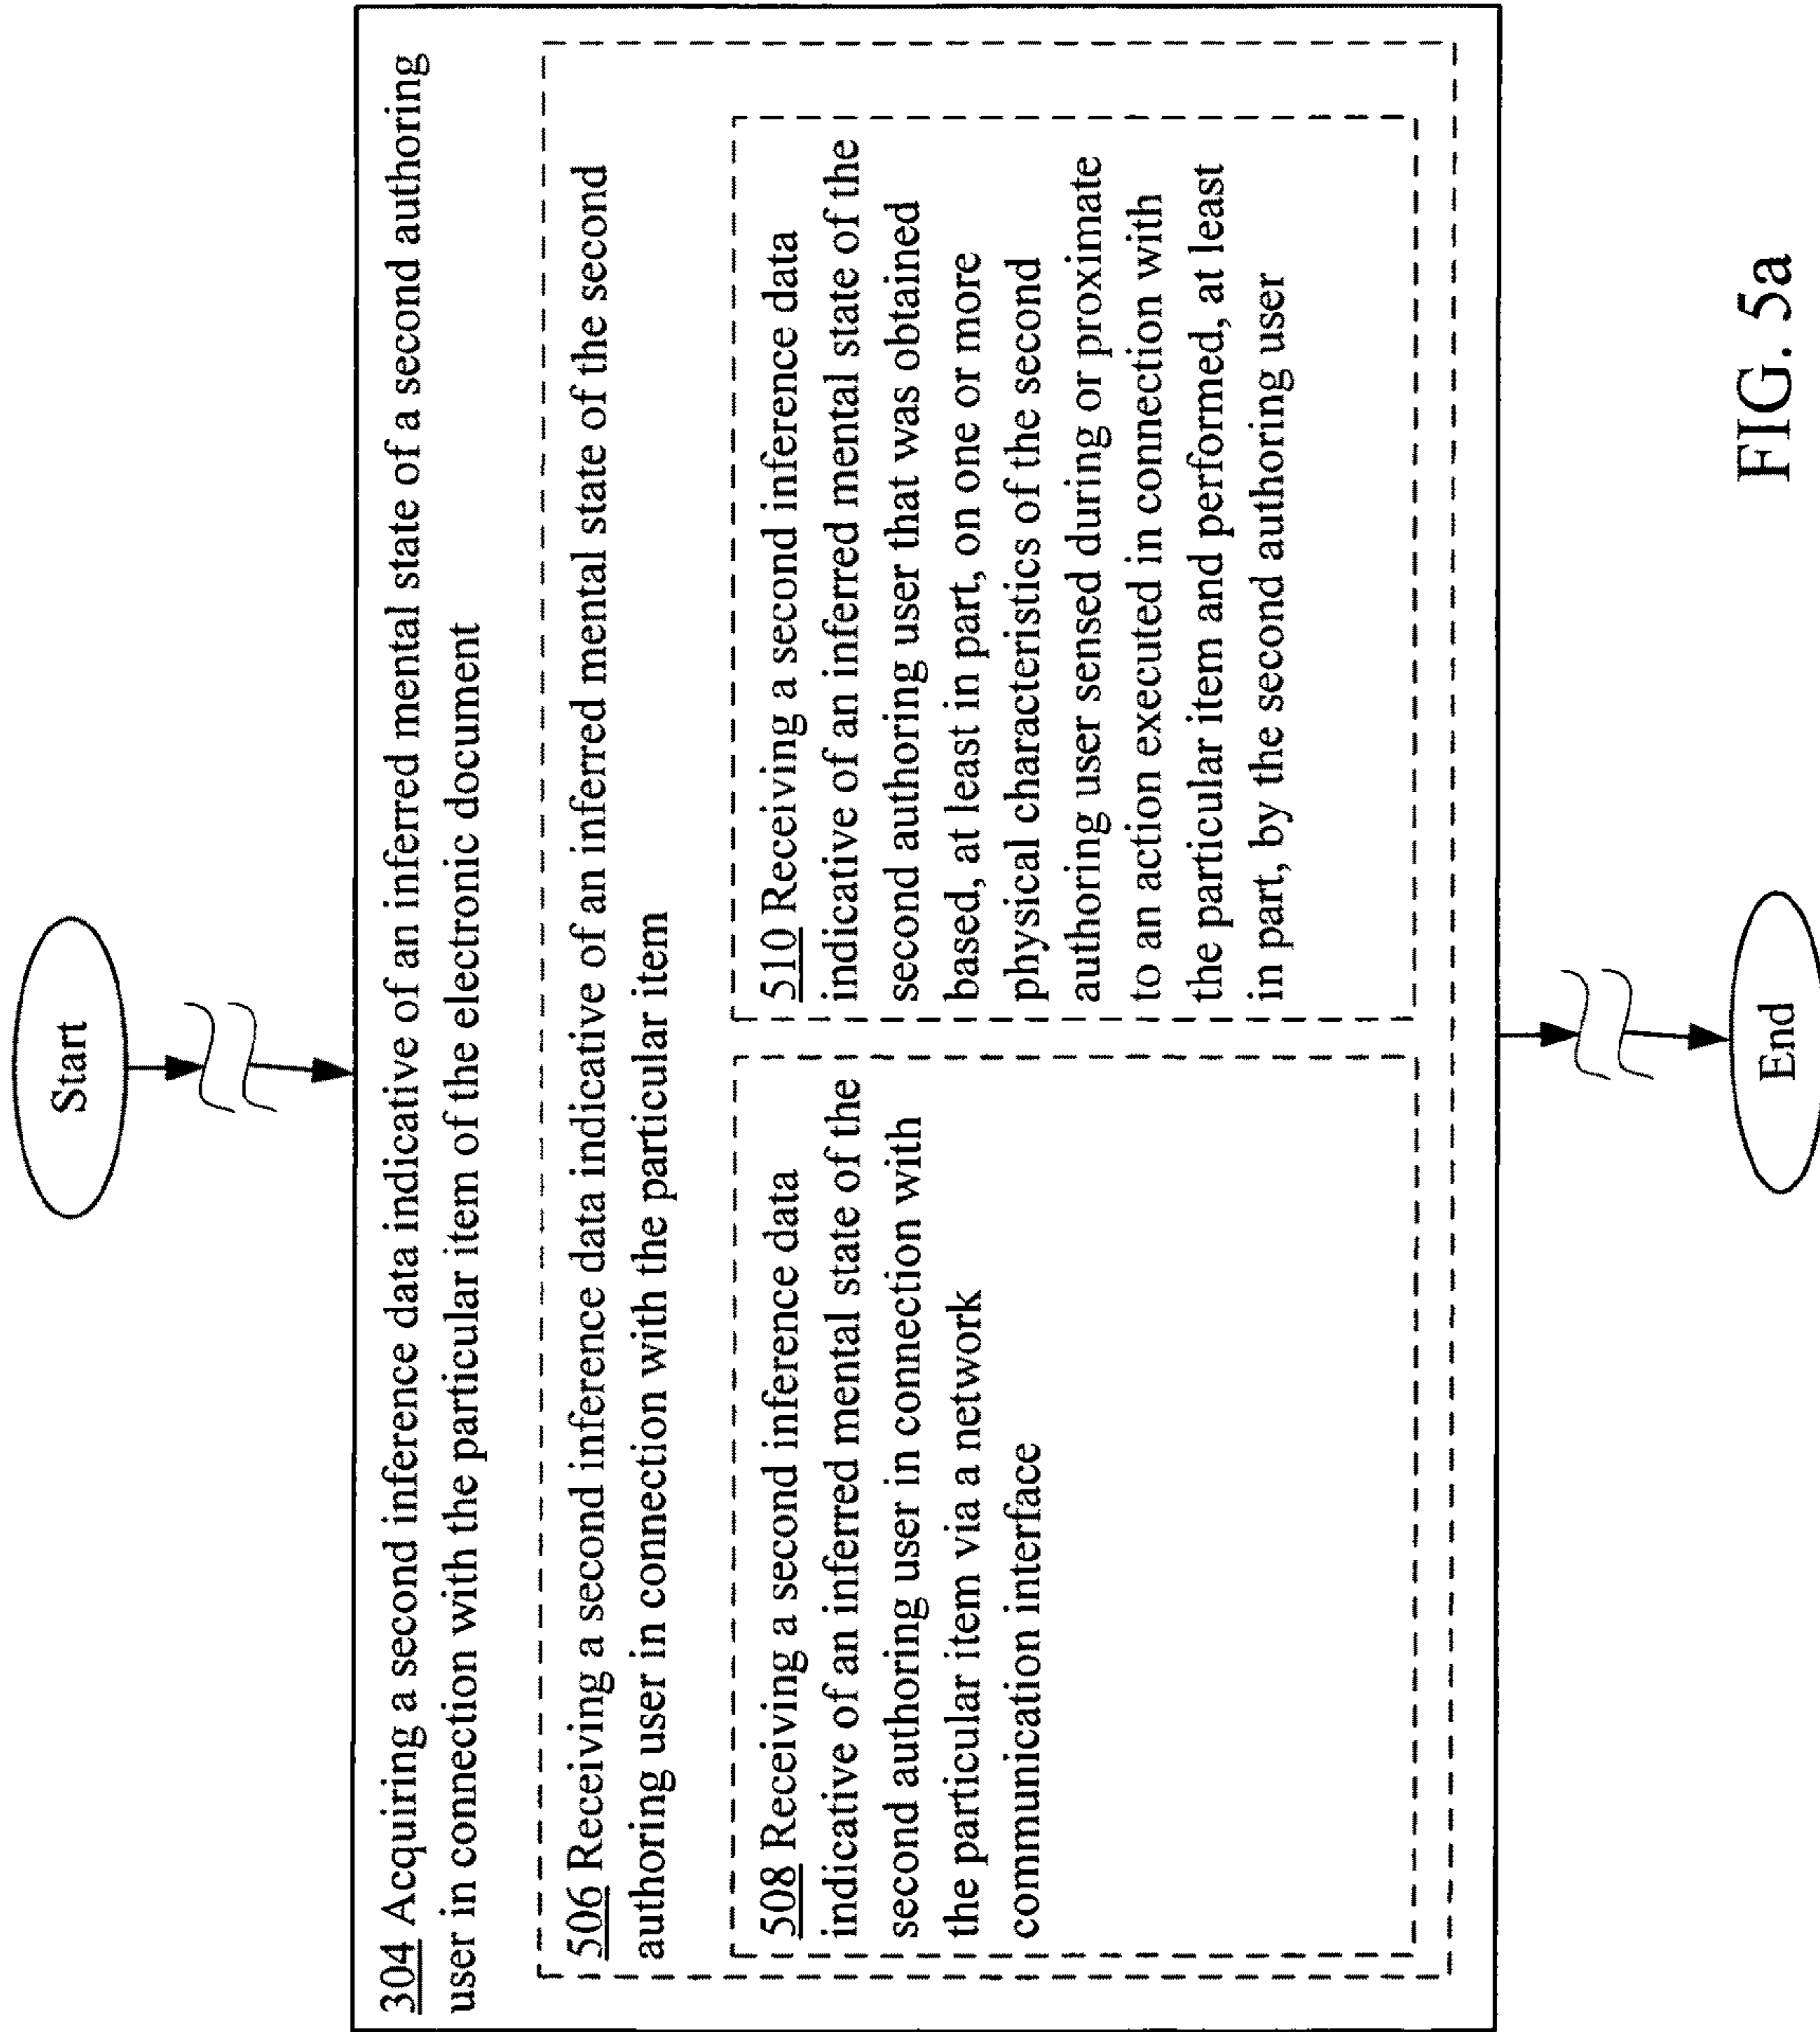 Start
304 Acquiring a second inference data indicative of an inferred mental state of a second authoring
user in connection with the particular item of the electronic document
506 Receiving a second inference data indicative of an inferred mental state of the second
authoring user in connection with the particular item
508 Receiving a second inference data
indicative of an inferred mental state of the
second authoring user in connection with
the particular item via a network
communication interface
510 Receiving a second inference data
indicative of an inferred mental state of the
second authoring user that was obtained
based, at least in part, on one or more
physical characteristics of the second
authoring user sensed during or proximate
to an action executed in connection with
the particular item and performed, at least
in part, by the second authoring user
End
FIG. 5a